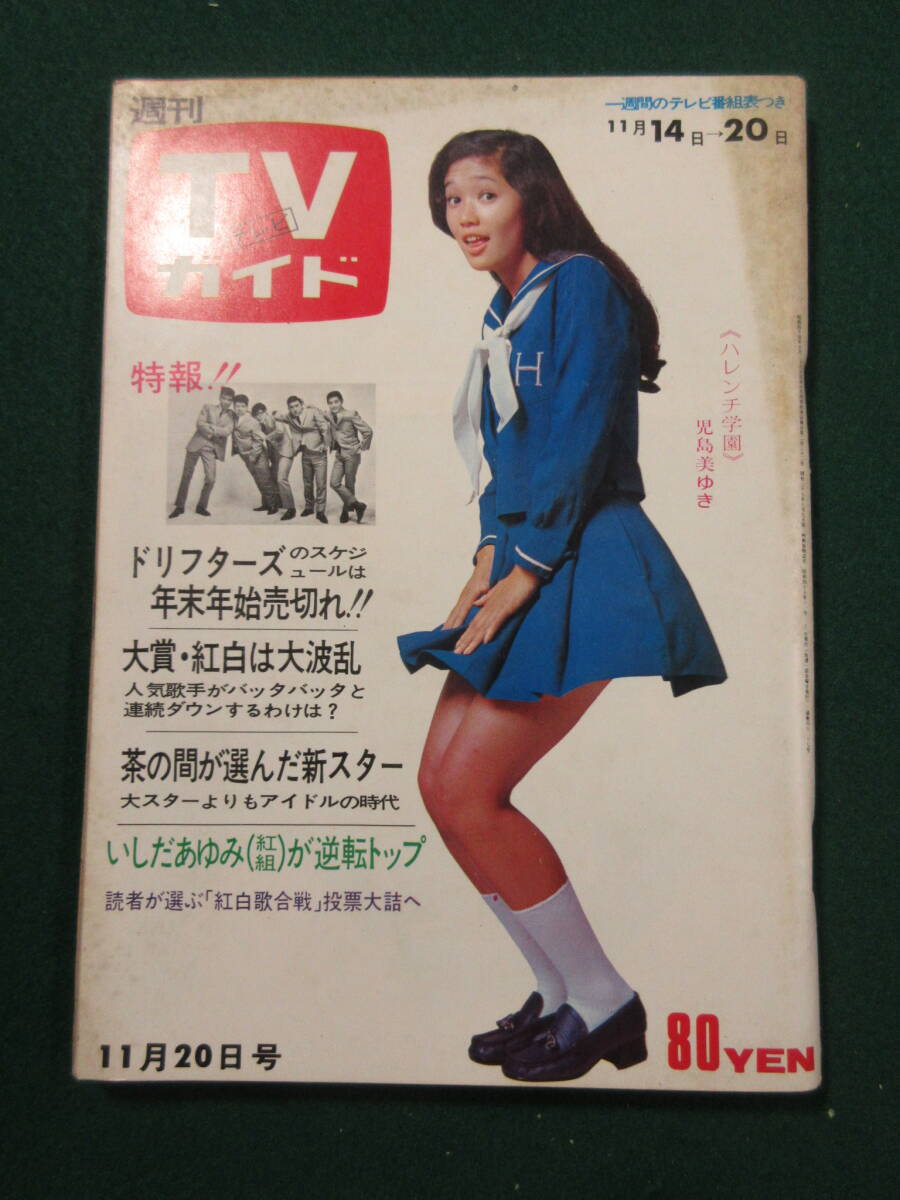 週刊
TV
テレビ
ガイド
一週間のテレビ番組表つき
11月14日→20日
特報!!
ドリフターズのスケジュールは
年末年始売切れ!!
大賞・紅白は大波乱
人気歌手がバッタバッタと
連続ダウンするわけは?
茶の間が選んだ新スター
大スターよりもアイドルの時代
いしだあゆみ(紅組)が逆転トップ
読者が選ぶ「紅白歌合戦」投票大詰へ
《ハレンチ学園》
児島美ゆき
H
11月20日号
80YEN